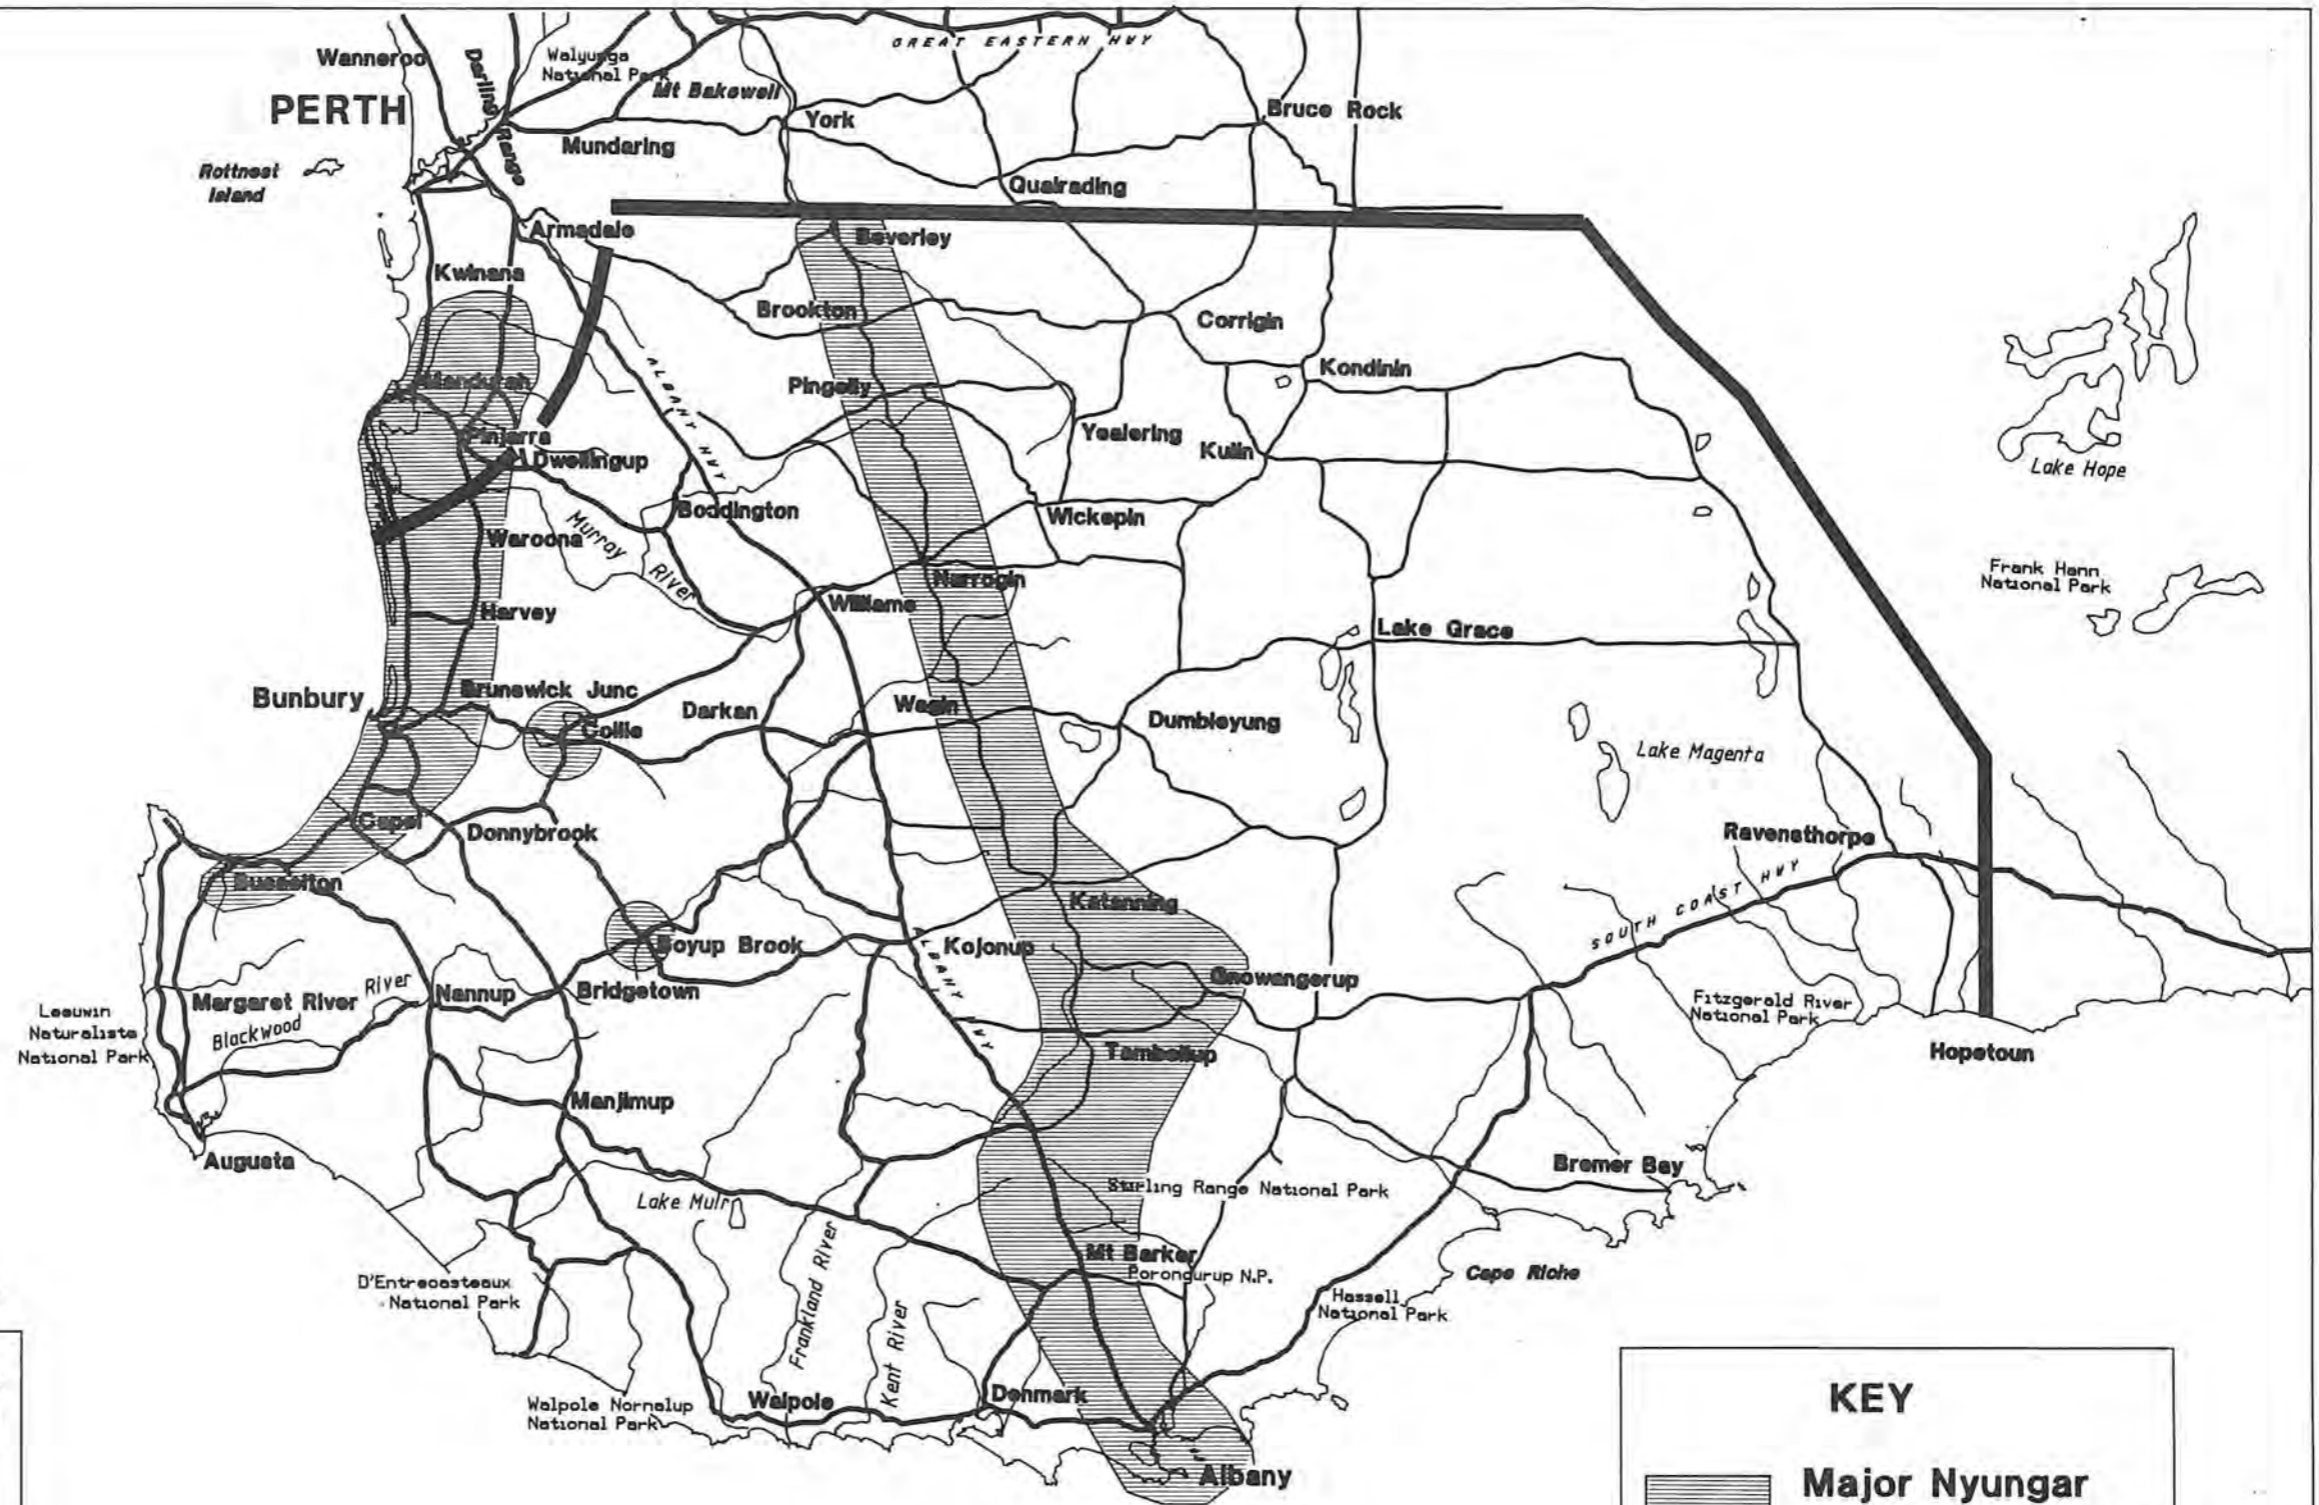 GREAT EASTERN HWY
Wanneroo
Darling Range
Walyunga
National Park
Mt Bakewell
PERTH
York
Bruce Rock
Mundaring
Rottnest
Island
Quairading
Armadale
Beverley
Kwinana
Brookton
Corrigin
ALBANY HWY
Kondinin
Mandurah
Pingelly
Pinjarra
Yealering
Kulin
Dwellingup
Lake Hope
Boddington
Wickepin
Murray River
Waroona
Narrogin
Frank Hann
National Park
Williams
Harvey
Lake Grace
Bunbury
Brunswick Junc
Darkan
Wagin
Dumbleyung
Collie
Lake Magenta
Capel
Donnybrook
Ravensthorpe
Busselton
Katanning
SOUTH COAST HWY
Boyup Brook
Kojonup
ALBANY HWY
Gnowangerup
Margaret River
Blackwood River
Nannup
Bridgetown
Leeuwin
Naturaliste
National Park
Fitzgerald River
National Park
Hopetoun
Tambellup
Manjimup
Augusta
Bremer Bay
Stirling Range National Park
Lake Muir
Frankland River
Mt Barker
Porongurup N.P.
Cape Riche
D'Entrecasteaux
National Park
Hassell
National Park
Kent River
Walpole Nornalup
National Park
Walpole
Denmark
Albany
KEY
Major Nyungar